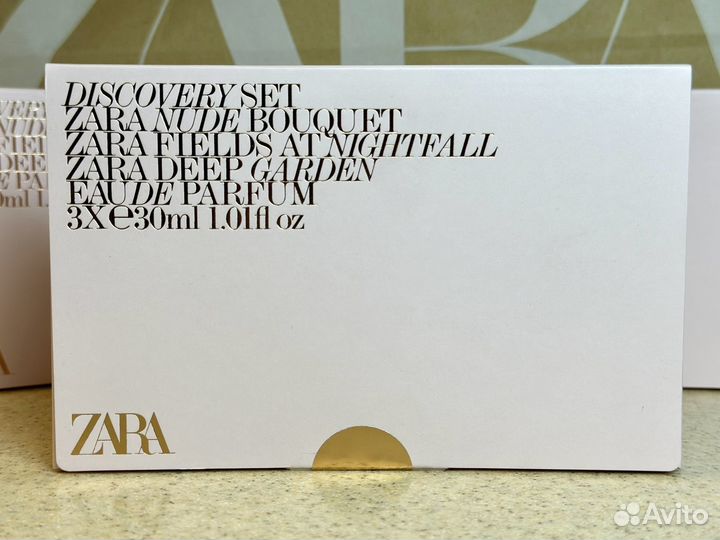 ZARA
DISCOVERY SET
ZARA NUDE BOUQUET
ZARA FIELDS AT NIGHTFALL
ZARA DEEP GARDEN
EAU DE PARFUM
3X℮30ml 1.01fl oz
ZARA
Avito